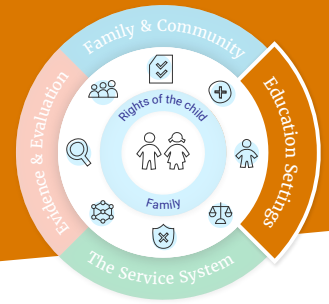 Family & Community
Education Settings
The Service System
Evidence & Evaluation
Rights of the child
Family